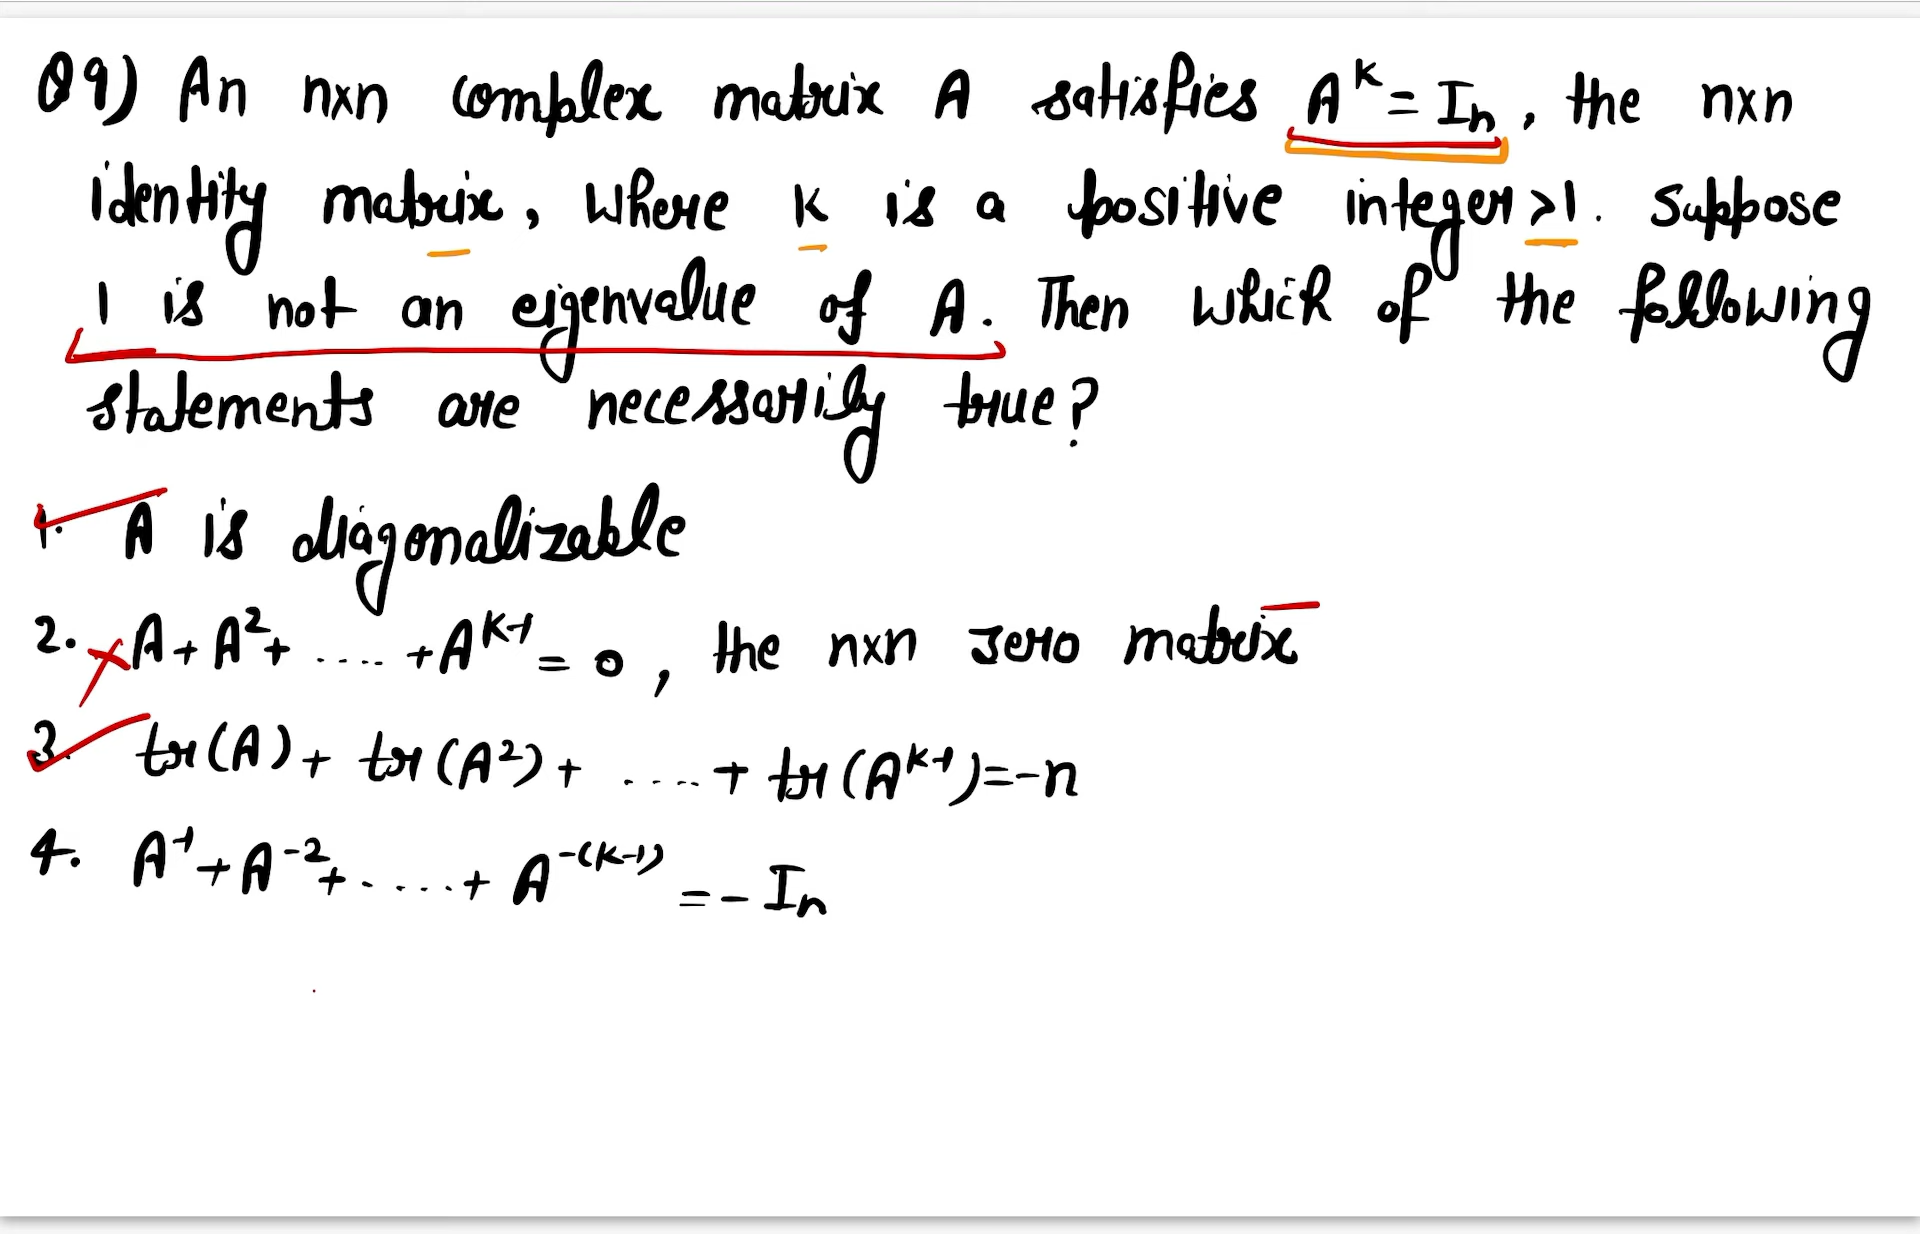 Q9) An nxn complex matrix A satisfies A^K = In, the nxn
identity matrix, where K is a positive integer >1. Suppose
1 is not an eigenvalue of A. Then which of the following
statements are necessarily true?
1. A is diagonalizable
2. A + A² + .... + A^(K-1) = 0, the nxn zero matrix
3. tr(A) + tr(A²) + ..... + tr(A^(K-1)) = -n
4. A^-1 + A^-2 + ..... + A^-(K-1) = - In